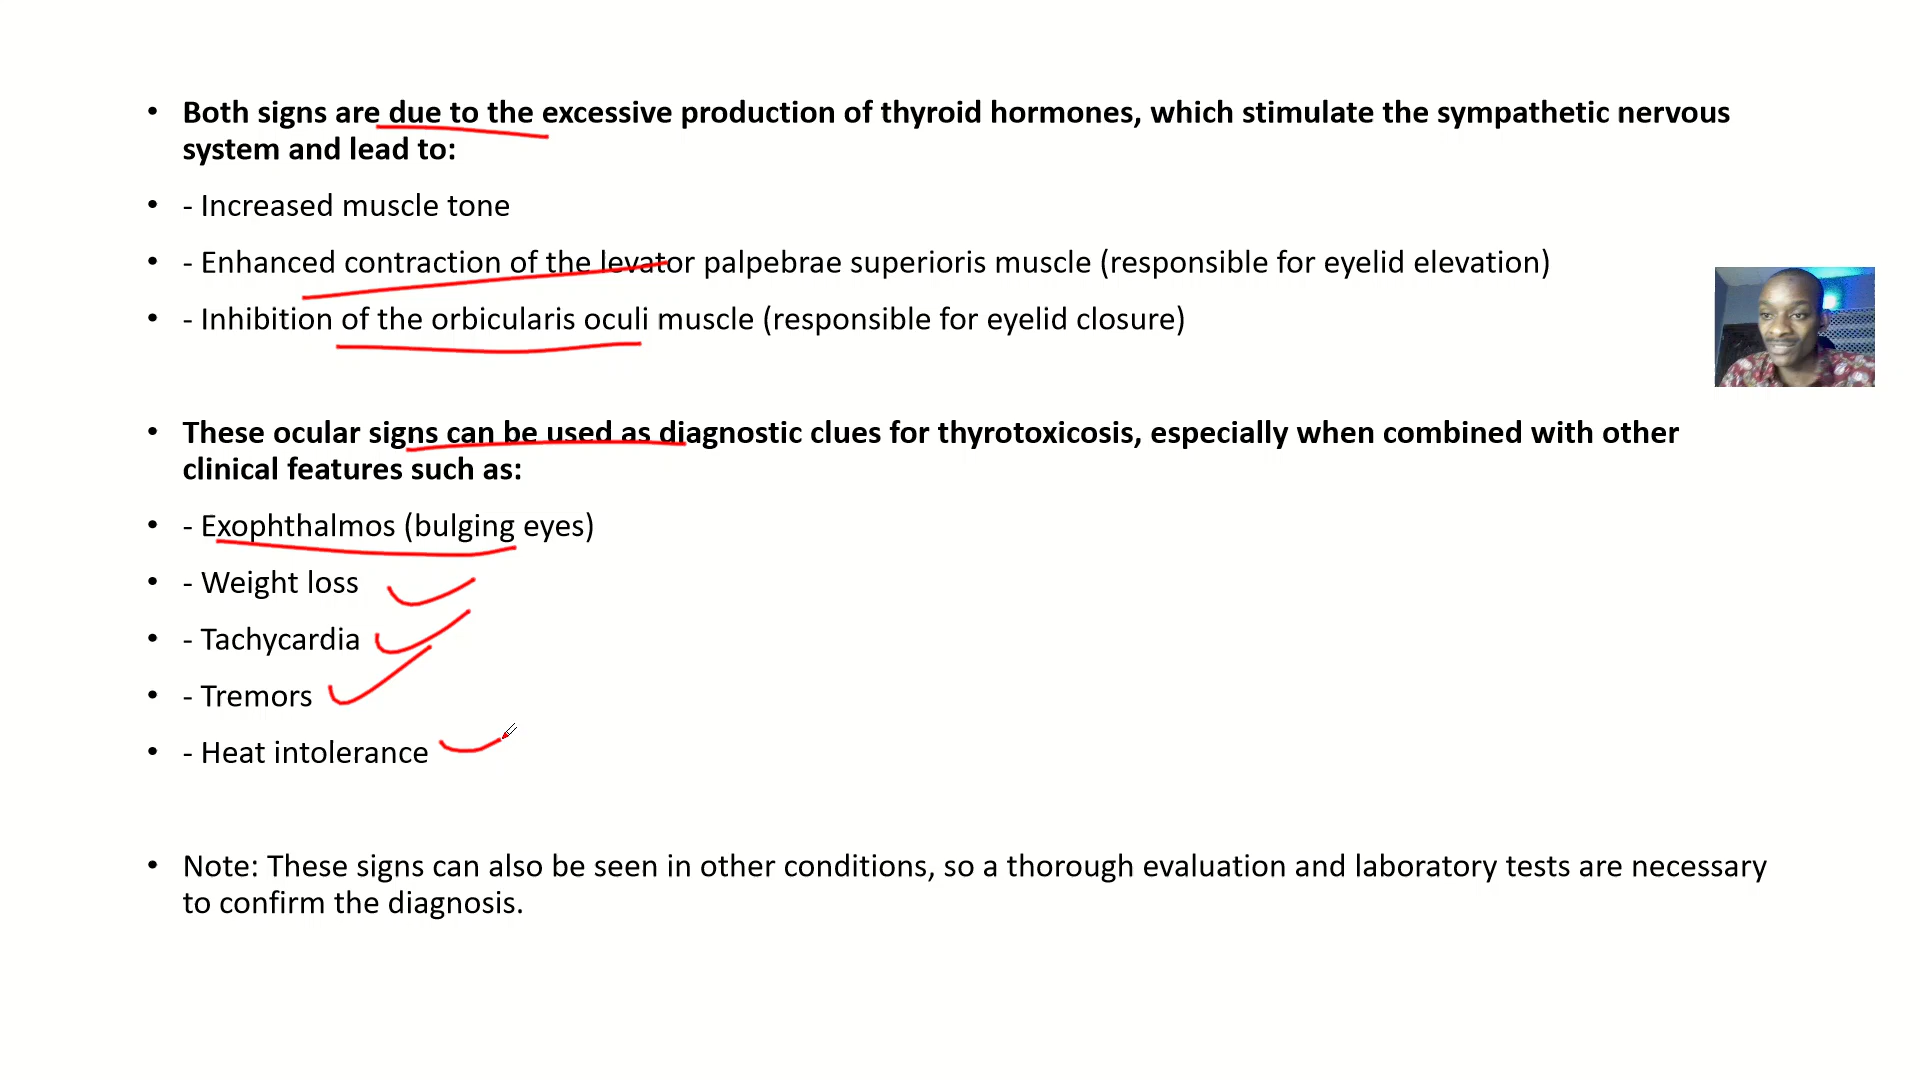 • Both signs are due to the excessive production of thyroid hormones, which stimulate the sympathetic nervous
system and lead to:
• - Increased muscle tone
• - Enhanced contraction of the levator palpebrae superioris muscle (responsible for eyelid elevation)
• - Inhibition of the orbicularis oculi muscle (responsible for eyelid closure)
• These ocular signs can be used as diagnostic clues for thyrotoxicosis, especially when combined with other
clinical features such as:
• - Exophthalmos (bulging eyes)
• - Weight loss
• - Tachycardia
• - Tremors
• - Heat intolerance
• Note: These signs can also be seen in other conditions, so a thorough evaluation and laboratory tests are necessary
to confirm the diagnosis.